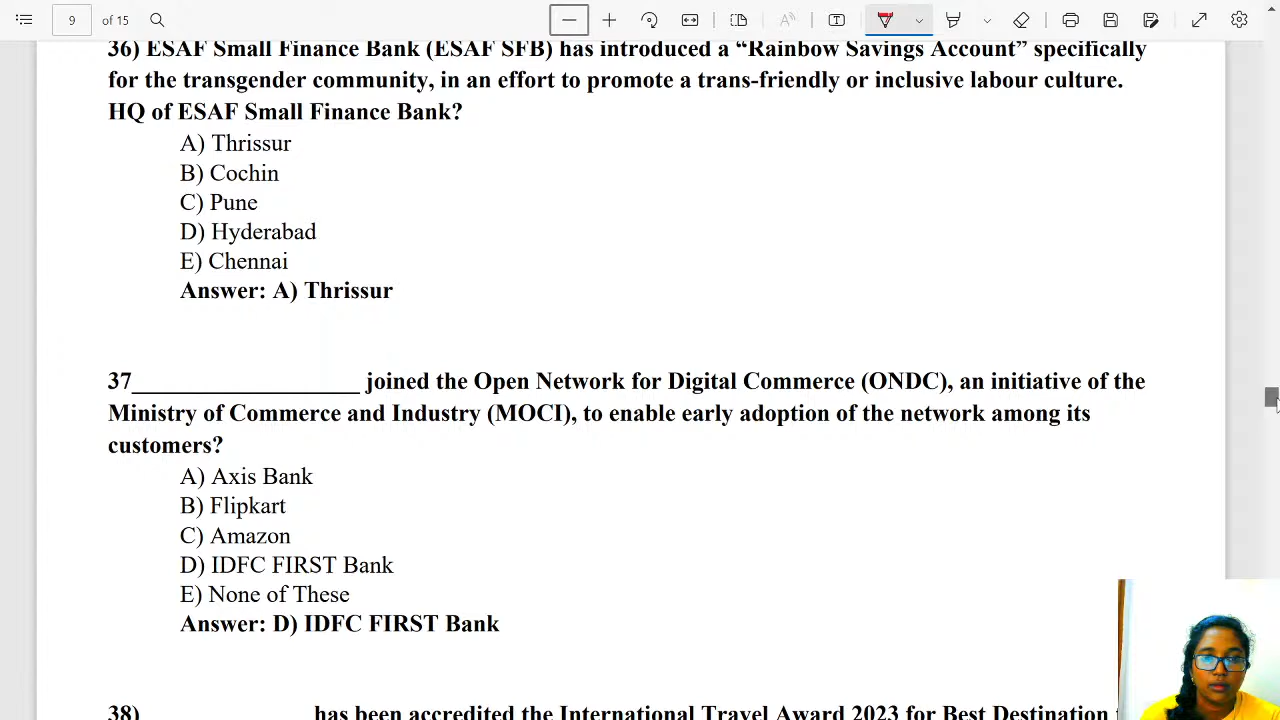 9 of 15
36) ESAF Small Finance Bank (ESAF SFB) has introduced a “Rainbow Savings Account” specifically
for the transgender community, in an effort to promote a trans-friendly or inclusive labour culture.
HQ of ESAF Small Finance Bank?
A) Thrissur
B) Cochin
C) Pune
D) Hyderabad
E) Chennai
Answer: A) Thrissur
37___________________ joined the Open Network for Digital Commerce (ONDC), an initiative of the
Ministry of Commerce and Industry (MOCI), to enable early adoption of the network among its
customers?
A) Axis Bank
B) Flipkart
C) Amazon
D) IDFC FIRST Bank
E) None of These
Answer: D) IDFC FIRST Bank
38)______________ has been accredited the International Travel Award 2023 for Best Destination